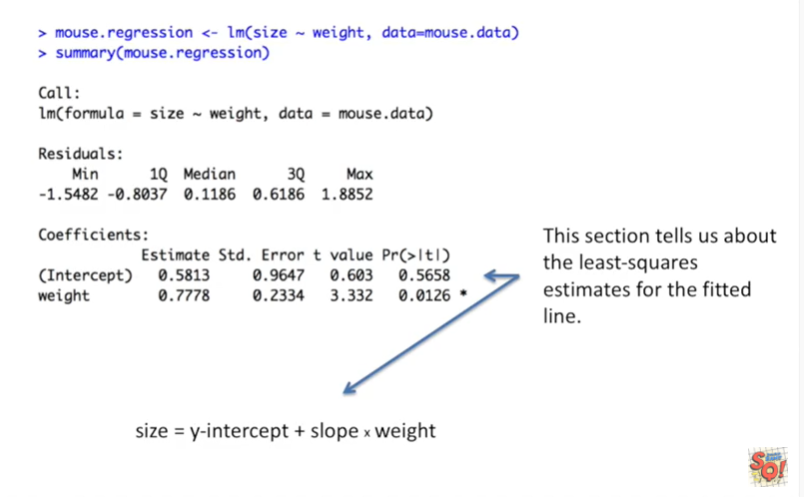 > mouse.regression <- lm(size ~ weight, data=mouse.data)
> summary(mouse.regression)
Call:
lm(formula = size ~ weight, data = mouse.data)
Residuals:
Min 1Q Median 3Q Max
-1.5482 -0.8037 0.1186 0.6186 1.8852
Coefficients:
Estimate Std. Error t value Pr(>|t|)
(Intercept) 0.5813 0.9647 0.603 0.5658
weight 0.7778 0.2334 3.332 0.0126 *
This section tells us about
the least-squares
estimates for the fitted
line.
size = y-intercept + slope x weight
SQ!